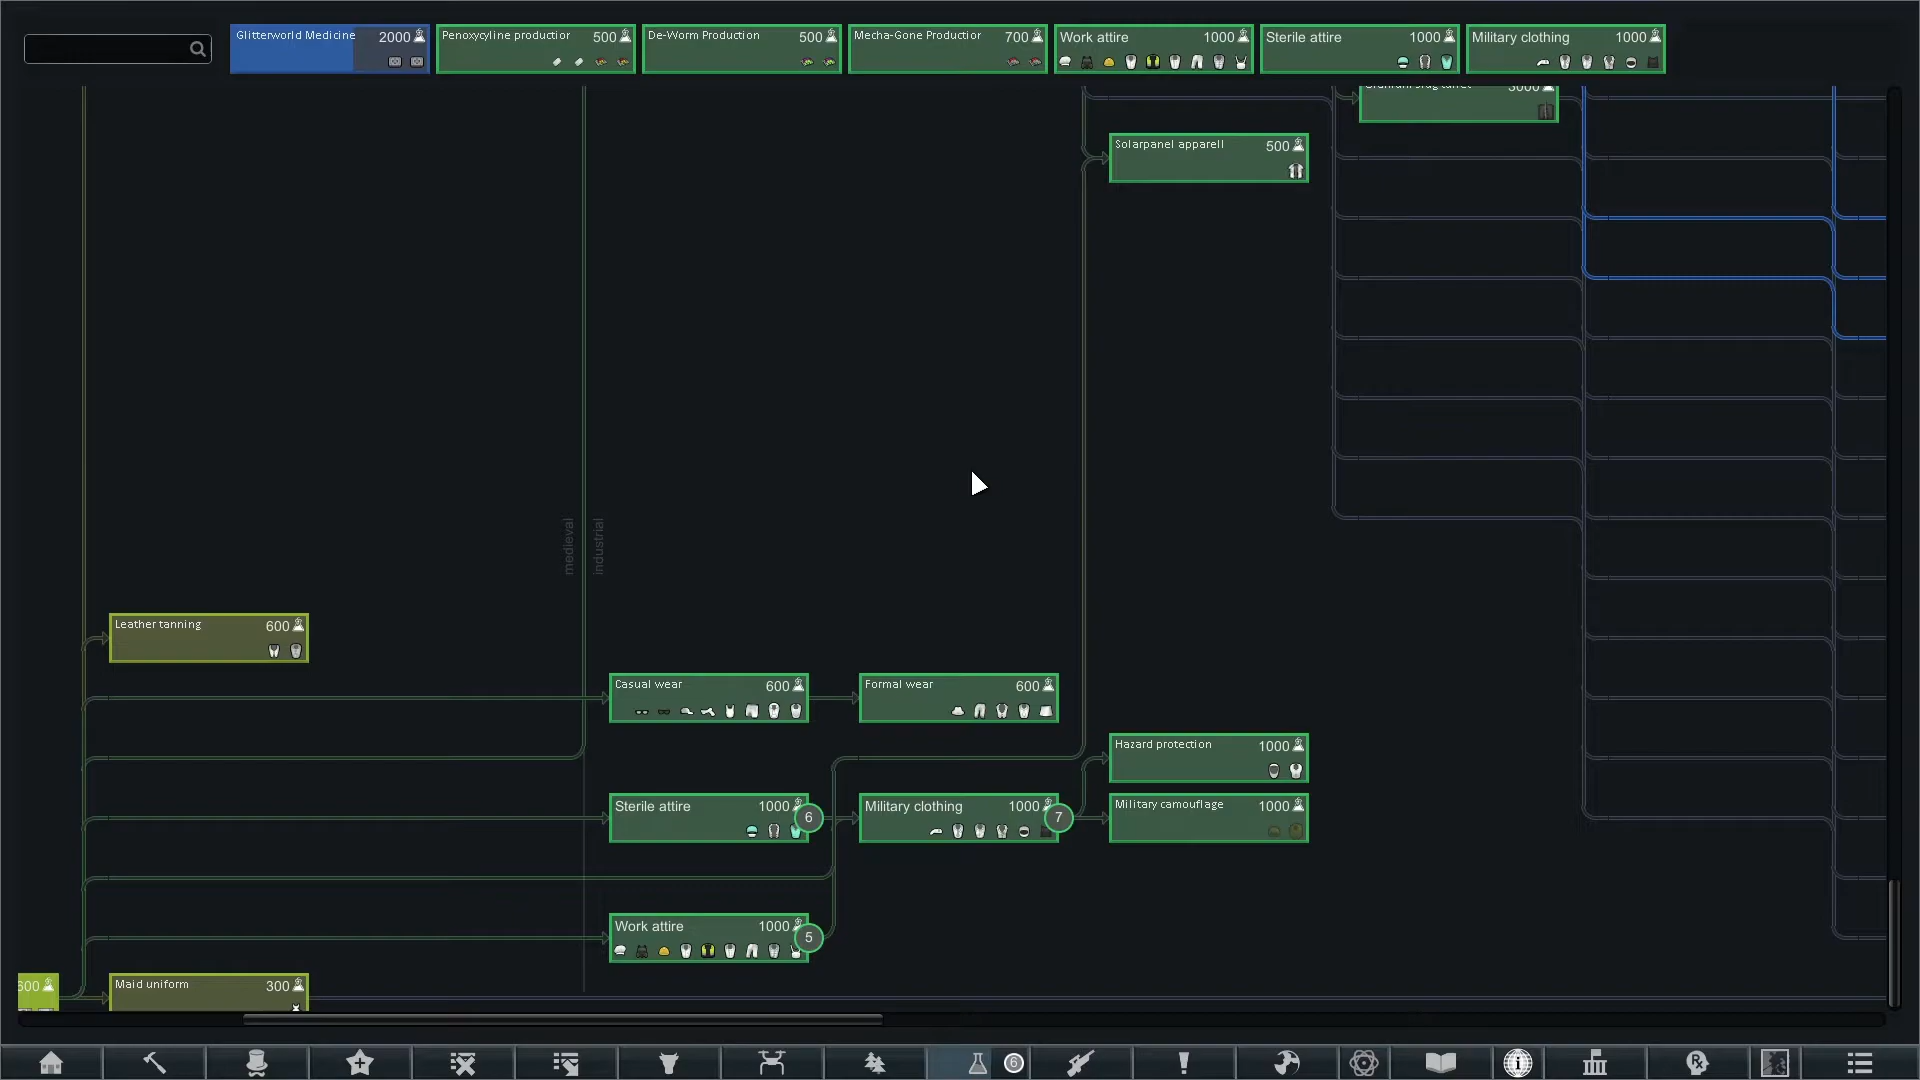 Glitterworld Medicine 2000
Penoxycyline production 500
De-Worm Production 500
Mecha-Gone Production 700
Work attire 1000
Sterile attire 1000
Military clothing 1000
3000
Solarpanel apparell 500
medieval
industrial
Leather tanning 600
Casual wear 600
Formal wear 600
Hazard protection 1000
Sterile attire 1000
6
Military clothing 1000
7
Military camouflage 1000
Work attire 1000
5
600
Maid uniform 300
6